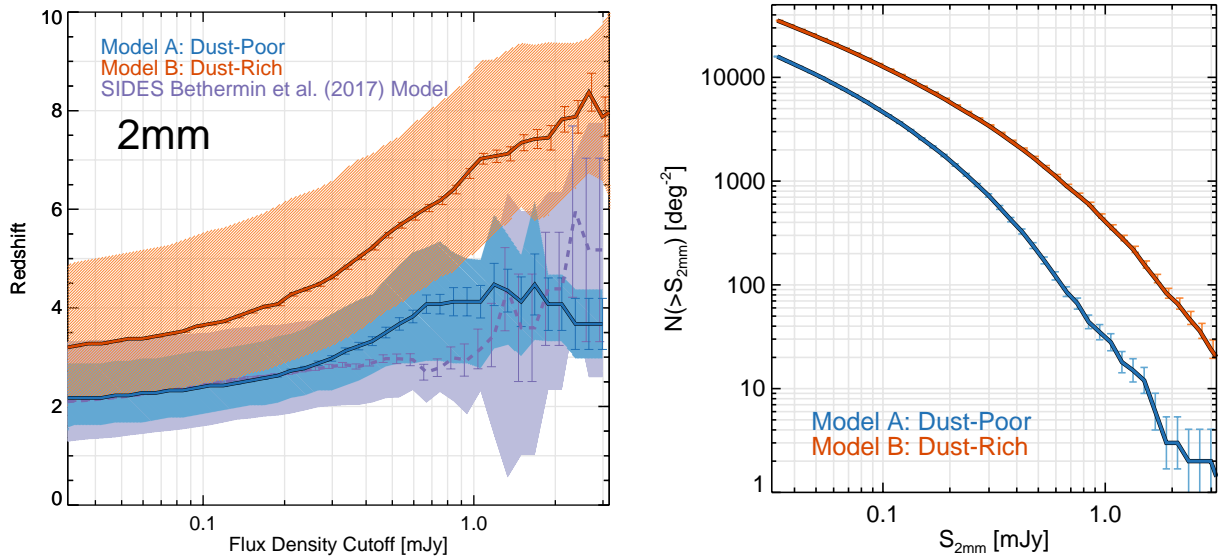 10
8
6
4
2
0
Redshift
Model A: Dust-Poor
Model B: Dust-Rich
SIDES Bethermin et al. (2017) Model
2mm
0.1
1.0
Flux Density Cutoff [mJy]
10000
1000
100
10
1
N(>S2mm) [deg-2]
Model A: Dust-Poor
Model B: Dust-Rich
0.1
1.0
S2mm [mJy]